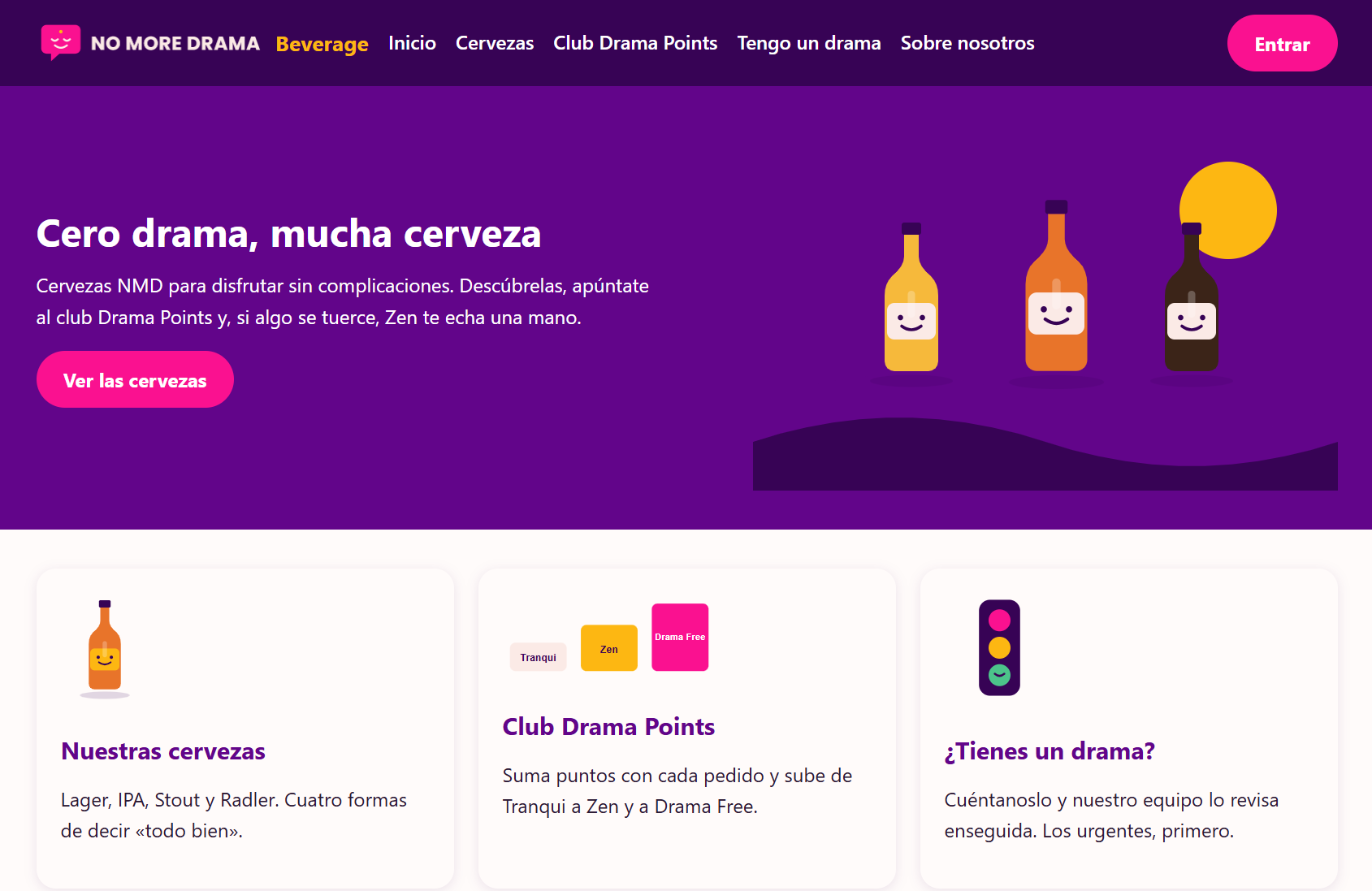 NO MORE DRAMA Beverage Inicio Cervezas Club Drama Points Tengo un drama Sobre nosotros Entrar
Cero drama, mucha cerveza
Cervezas NMD para disfrutar sin complicaciones. Descúbrelas, apúntate
al club Drama Points y, si algo se tuerce, Zen te echa una mano.
Ver las cervezas
Nuestras cervezas
Lager, IPA, Stout y Radler. Cuatro formas
de decir «todo bien».
Tranqui
Zen
Drama Free
Club Drama Points
Suma puntos con cada pedido y sube de
Tranqui a Zen y a Drama Free.
¿Tienes un drama?
Cuéntanoslo y nuestro equipo lo revisa
enseguida. Los urgentes, primero.